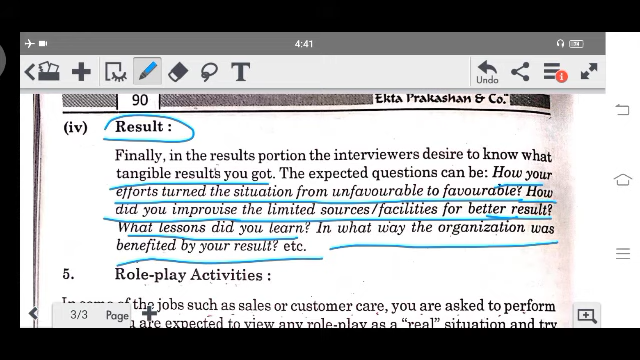 4:41
Undo
90
Ekta Prakashan & Co.
(iv) Result :
Finally, in the results portion the interviewers desire to know what
tangible results you got. The expected questions can be: How your
efforts turned the situation from unfavourable to favourable? How
did you improvise the limited sources/facilities for better result?
What lessons did you learn? In what way the organization was
benefited by your result? etc.
5. Role-play Activities :
In some of the jobs such as sales or customer care, you are asked to perform
3/3 Page
are expected to view any role-play as a "real" situation and try